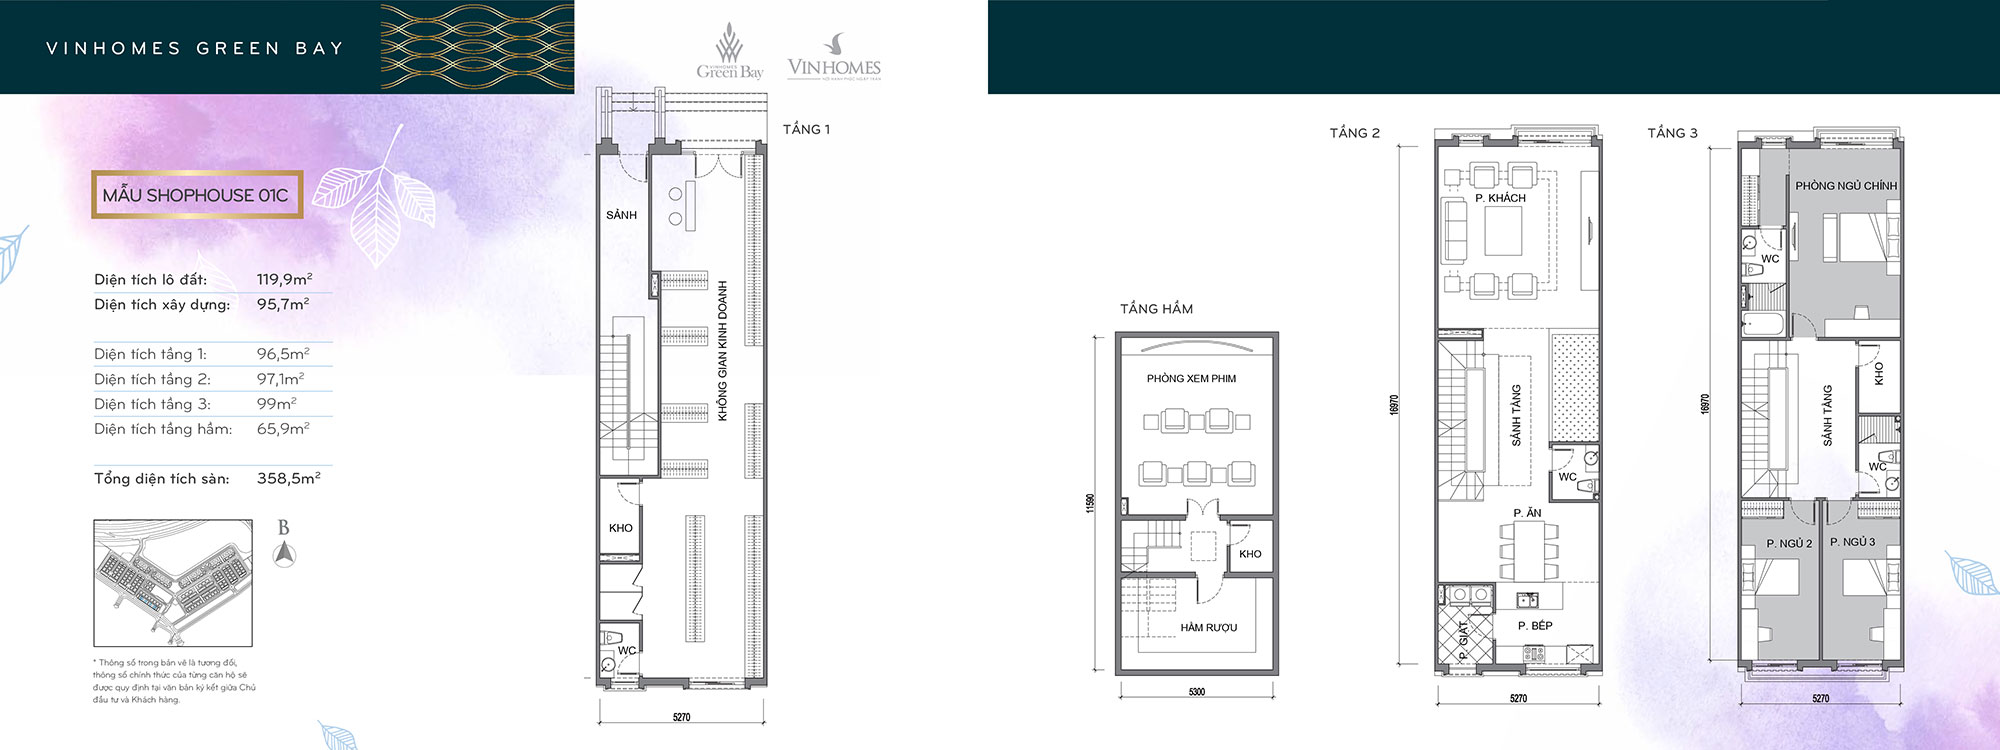 VINHOMES GREEN BAY
VINHOMES
Green Bay
VINHOMES
MẪU SHOPHOUSE 01C
Diện tích lô đất: 119,9m²
Diện tích xây dựng: 95,7m²
Diện tích tầng 1: 96,5m²
Diện tích tầng 2: 97,1m²
Diện tích tầng 3: 99m²
Diện tích tầng hầm: 65,9m²
Tổng diện tích sàn: 358,5m²
B
* Thông số trong bản vẽ là tương đối,
thông số chính thức của từng căn hộ sẽ
được quy định tại văn bản ký kết giữa Chủ
đầu tư và Khách hàng.
TẦNG 1
SẢNH
KHÔNG GIAN KINH DOANH
KHO
WC
5270
TẦNG HẦM
PHÒNG XEM PHIM
KHO
HẦM RƯỢU
11590
5300
TẦNG 2
P. KHÁCH
SẢNH TẦNG
WC
P. ĂN
P. BẾP
P. GIẶT
16970
5270
TẦNG 3
PHÒNG NGỦ CHÍNH
WC
KHO
SẢNH TẦNG
WC
P. NGỦ 2
P. NGỦ 3
16970
5270